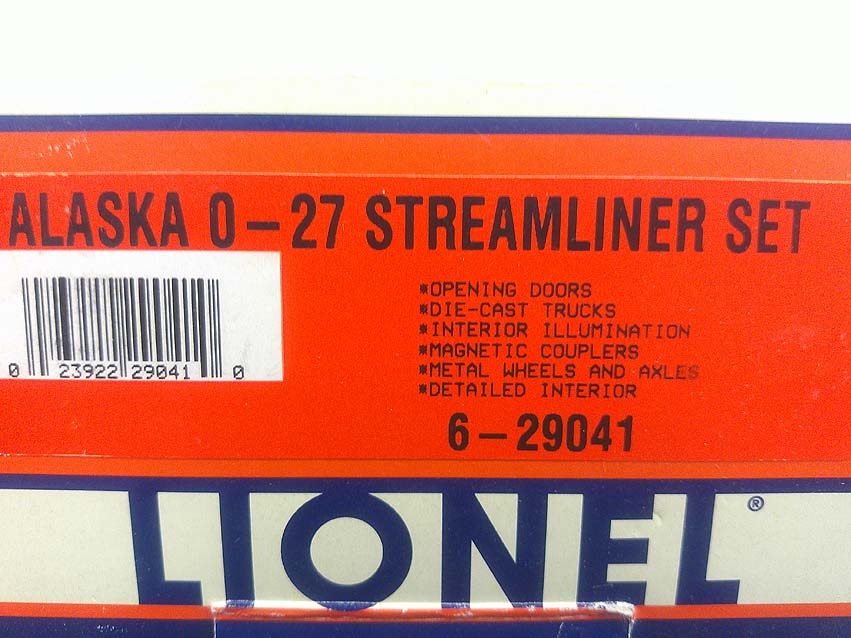 ALASKA 0-27 STREAMLINER SET
*OPENING DOORS
*DIE-CAST TRUCKS
*INTERIOR ILLUMINATION
*MAGNETIC COUPLERS
*METAL WHEELS AND AXLES
*DETAILED INTERIOR
0 23922 29041 0
6-29041
LIONEL®